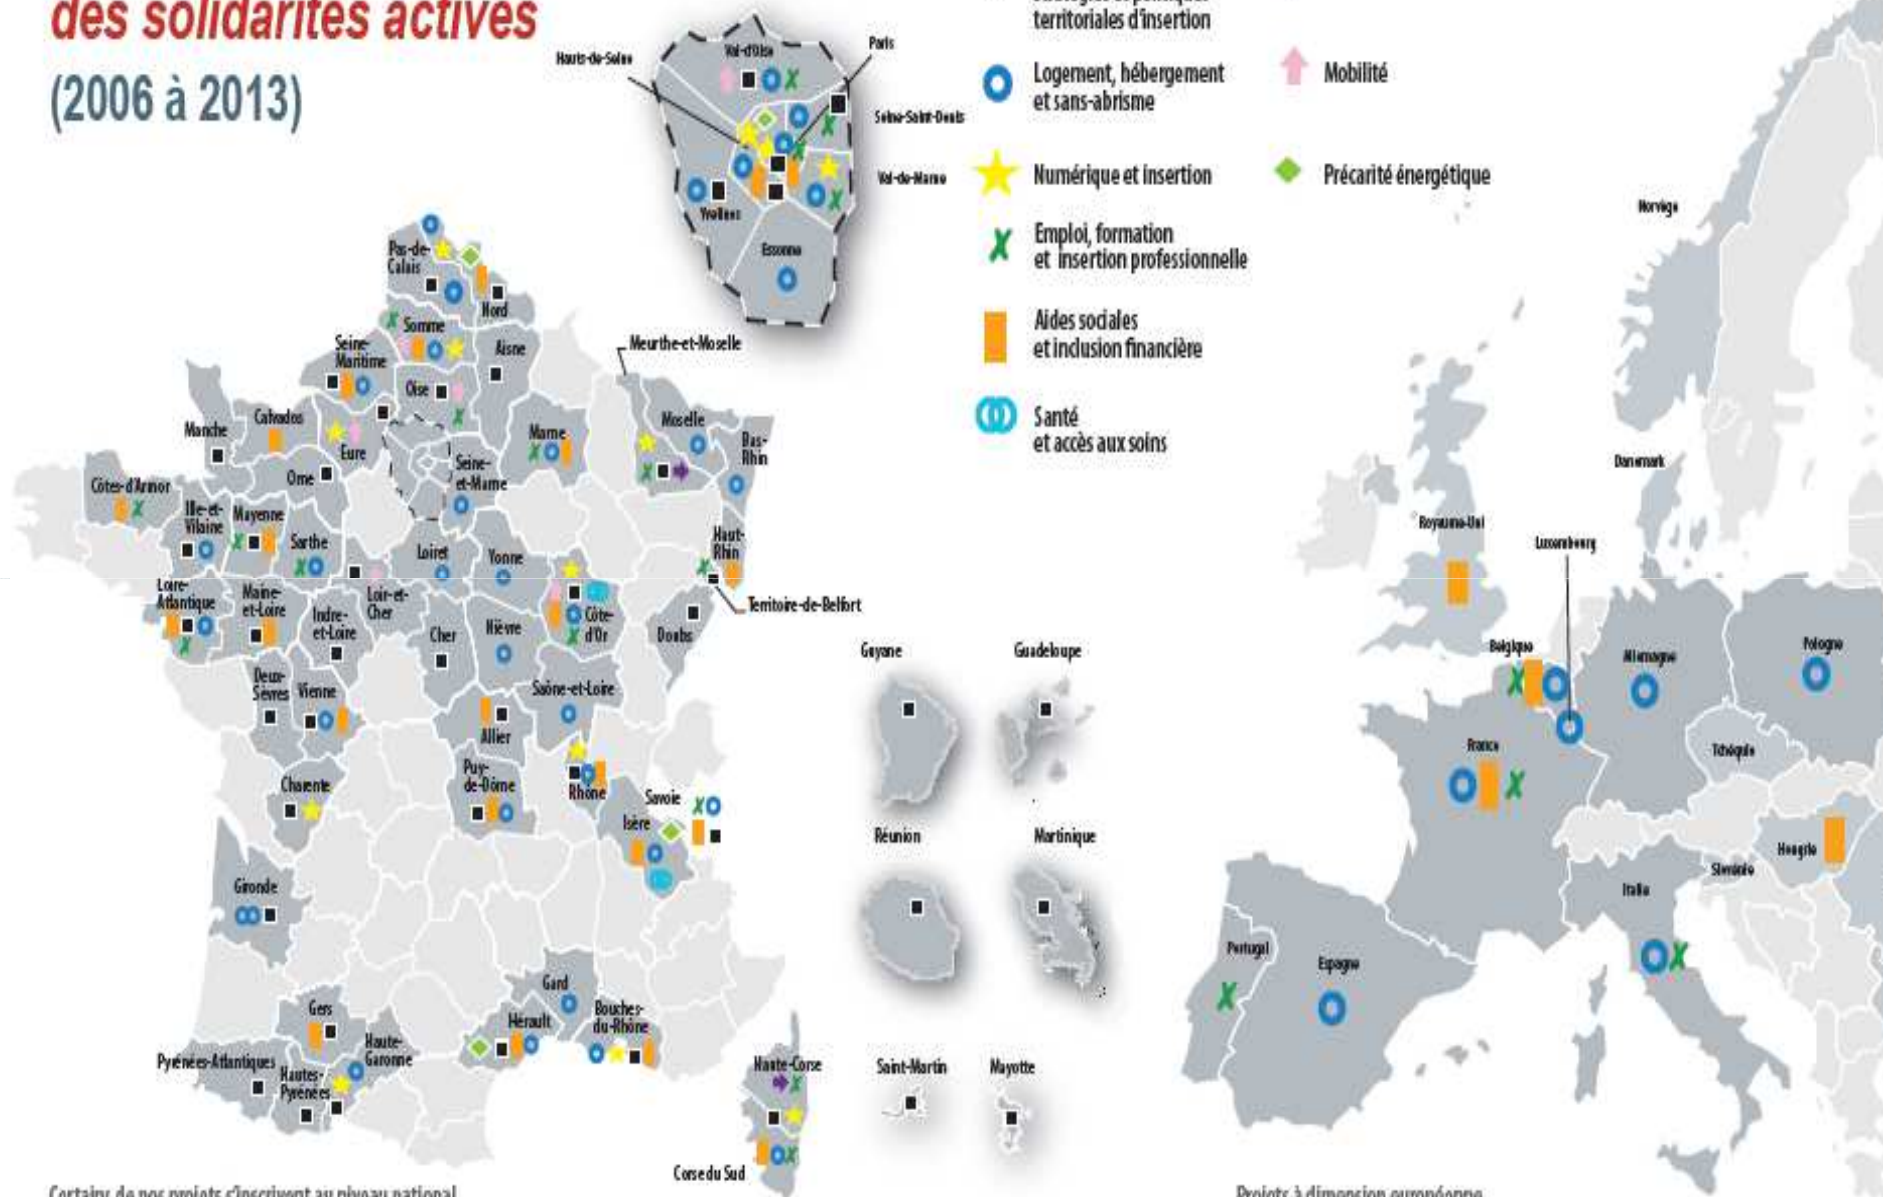 des solidarités actives
(2006 à 2013)
territoriales d'insertion
Logement, hébergement
et sans-abrisme
Mobilité
Numérique et insertion
Précarité énergétique
Emploi, formation
et insertion professionnelle
Aides sociales
et inclusion financière
Santé
et accès aux soins
Hauts-de-Seine
Val-d'Oise
Paris
Seine-Saint-Denis
Val-de-Marne
Yvelines
Essonne
Pas-de-
Calais
Nord
Somme
Seine-
Maritime
Aisne
Oise
Meurthe-et-Moselle
Moselle
Bas-
Rhin
Calvados
Manche
Eure
Marne
Orne
Seine-
et-Marne
Côtes-d'Armor
Ille-et-
Vilaine
Mayenne
Sarthe
Loiret
Yonne
Haut-
Rhin
Loire-
Atlantique
Maine-
et-Loire
Indre-
et-Loire
Loir-et-
Cher
Cher
Nièvre
Côte-
d'Or
Doubs
Territoire-de-Belfort
Deux-
Sèvres
Vienne
Saône-et-Loire
Allier
Charente
Puy-
de-Dôme
Rhône
Savoie
Isère
Gironde
Gard
Gers
Hérault
Bouches-
du-Rhône
Haute-
Garonne
Pyrénées-Atlantiques
Hautes-
Pyrénées
Haute-Corse
Corse du Sud
Guyane
Guadeloupe
Réunion
Martinique
Saint-Martin
Mayotte
Norvège
Danemark
Royaume-Uni
Luxembourg
Belgique
Allemagne
Pologne
France
Tchéquie
Hongrie
Slovénie
Italie
Portugal
Espagne
Certains de nos projets s'inscrivent au niveau national
Projets à dimension européenne